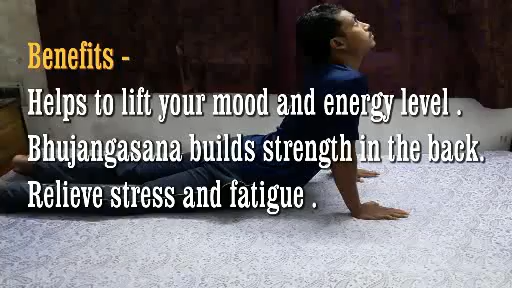 Benefits -
Helps to lift your mood and energy level .
Bhujangasana builds strength in the back.
Relieve stress and fatigue .